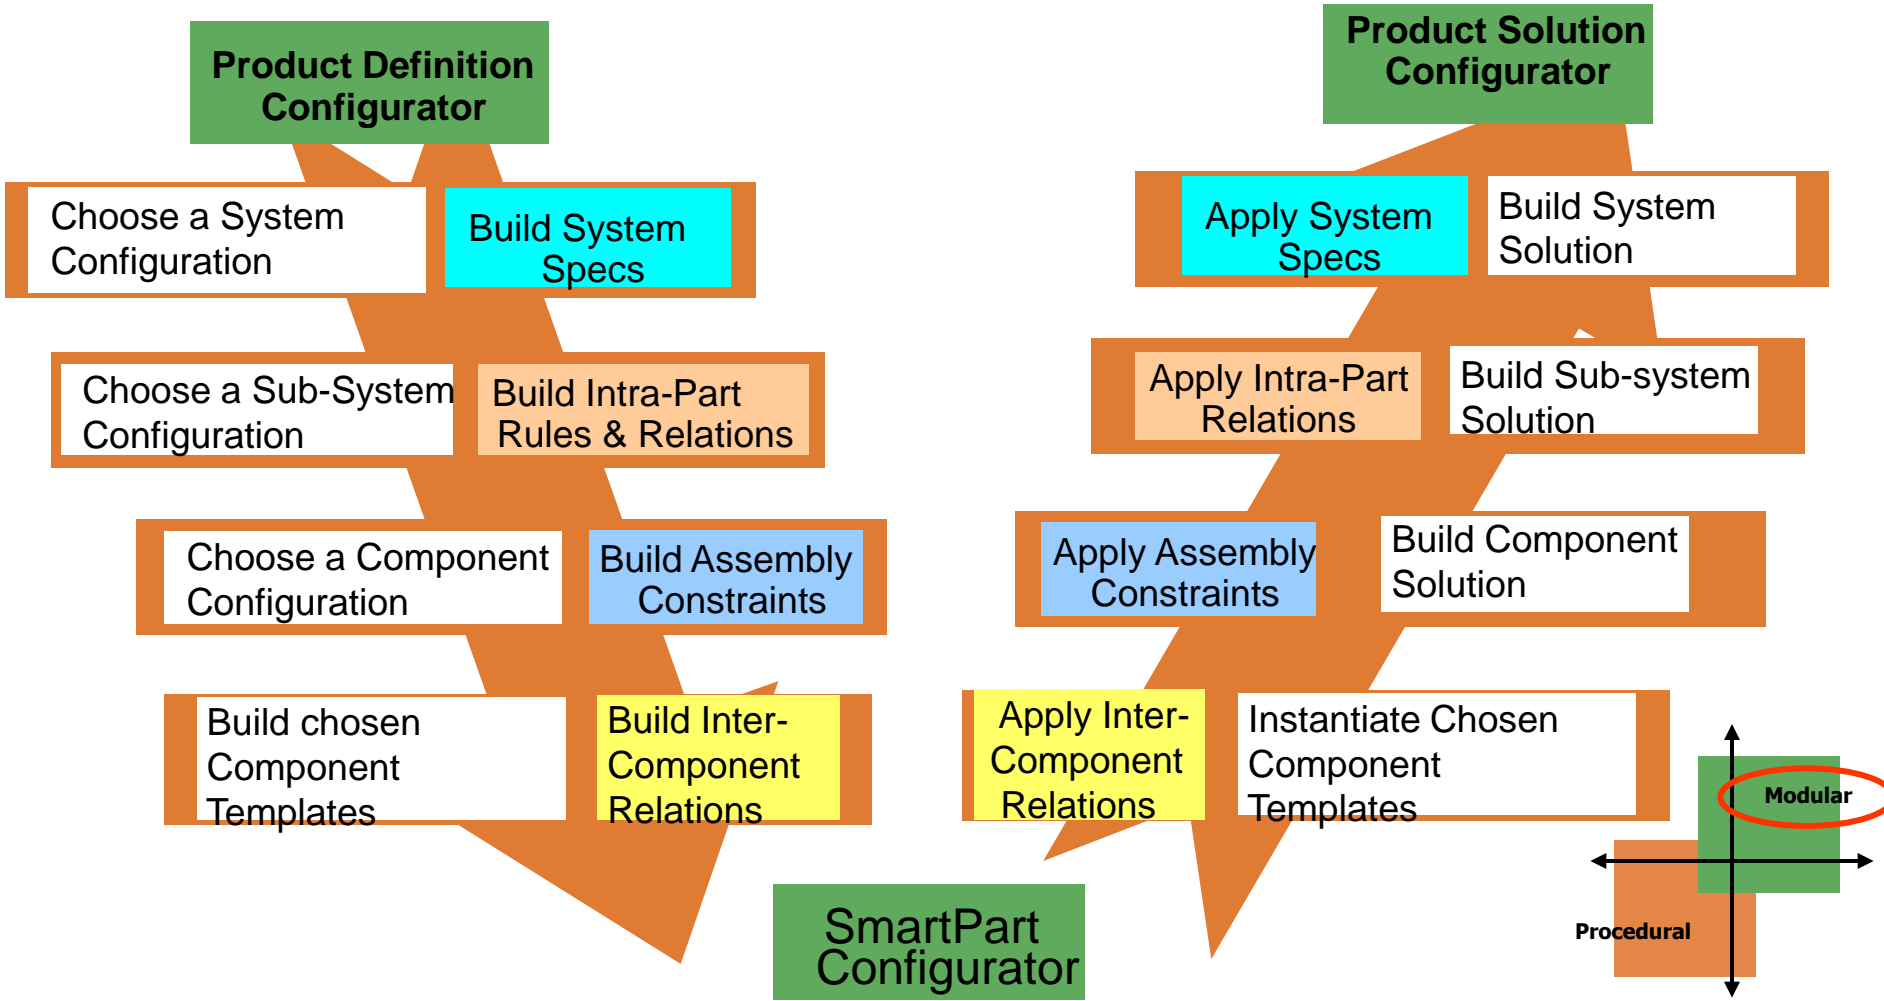 Product Definition
Configurator
Product Solution
Configurator
Choose a System
Configuration
Build System
Specs
Apply System
Specs
Build System
Solution
Choose a Sub-System
Configuration
Build Intra-Part
Rules & Relations
Apply Intra-Part
Relations
Build Sub-system
Solution
Choose a Component
Configuration
Build Assembly
Constraints
Apply Assembly
Constraints
Build Component
Solution
Build chosen
Component
Templates
Build Inter-
Component
Relations
Apply Inter-
Component
Relations
Instantiate Chosen
Component
Templates
Modular
Procedural
SmartPart
Configurator